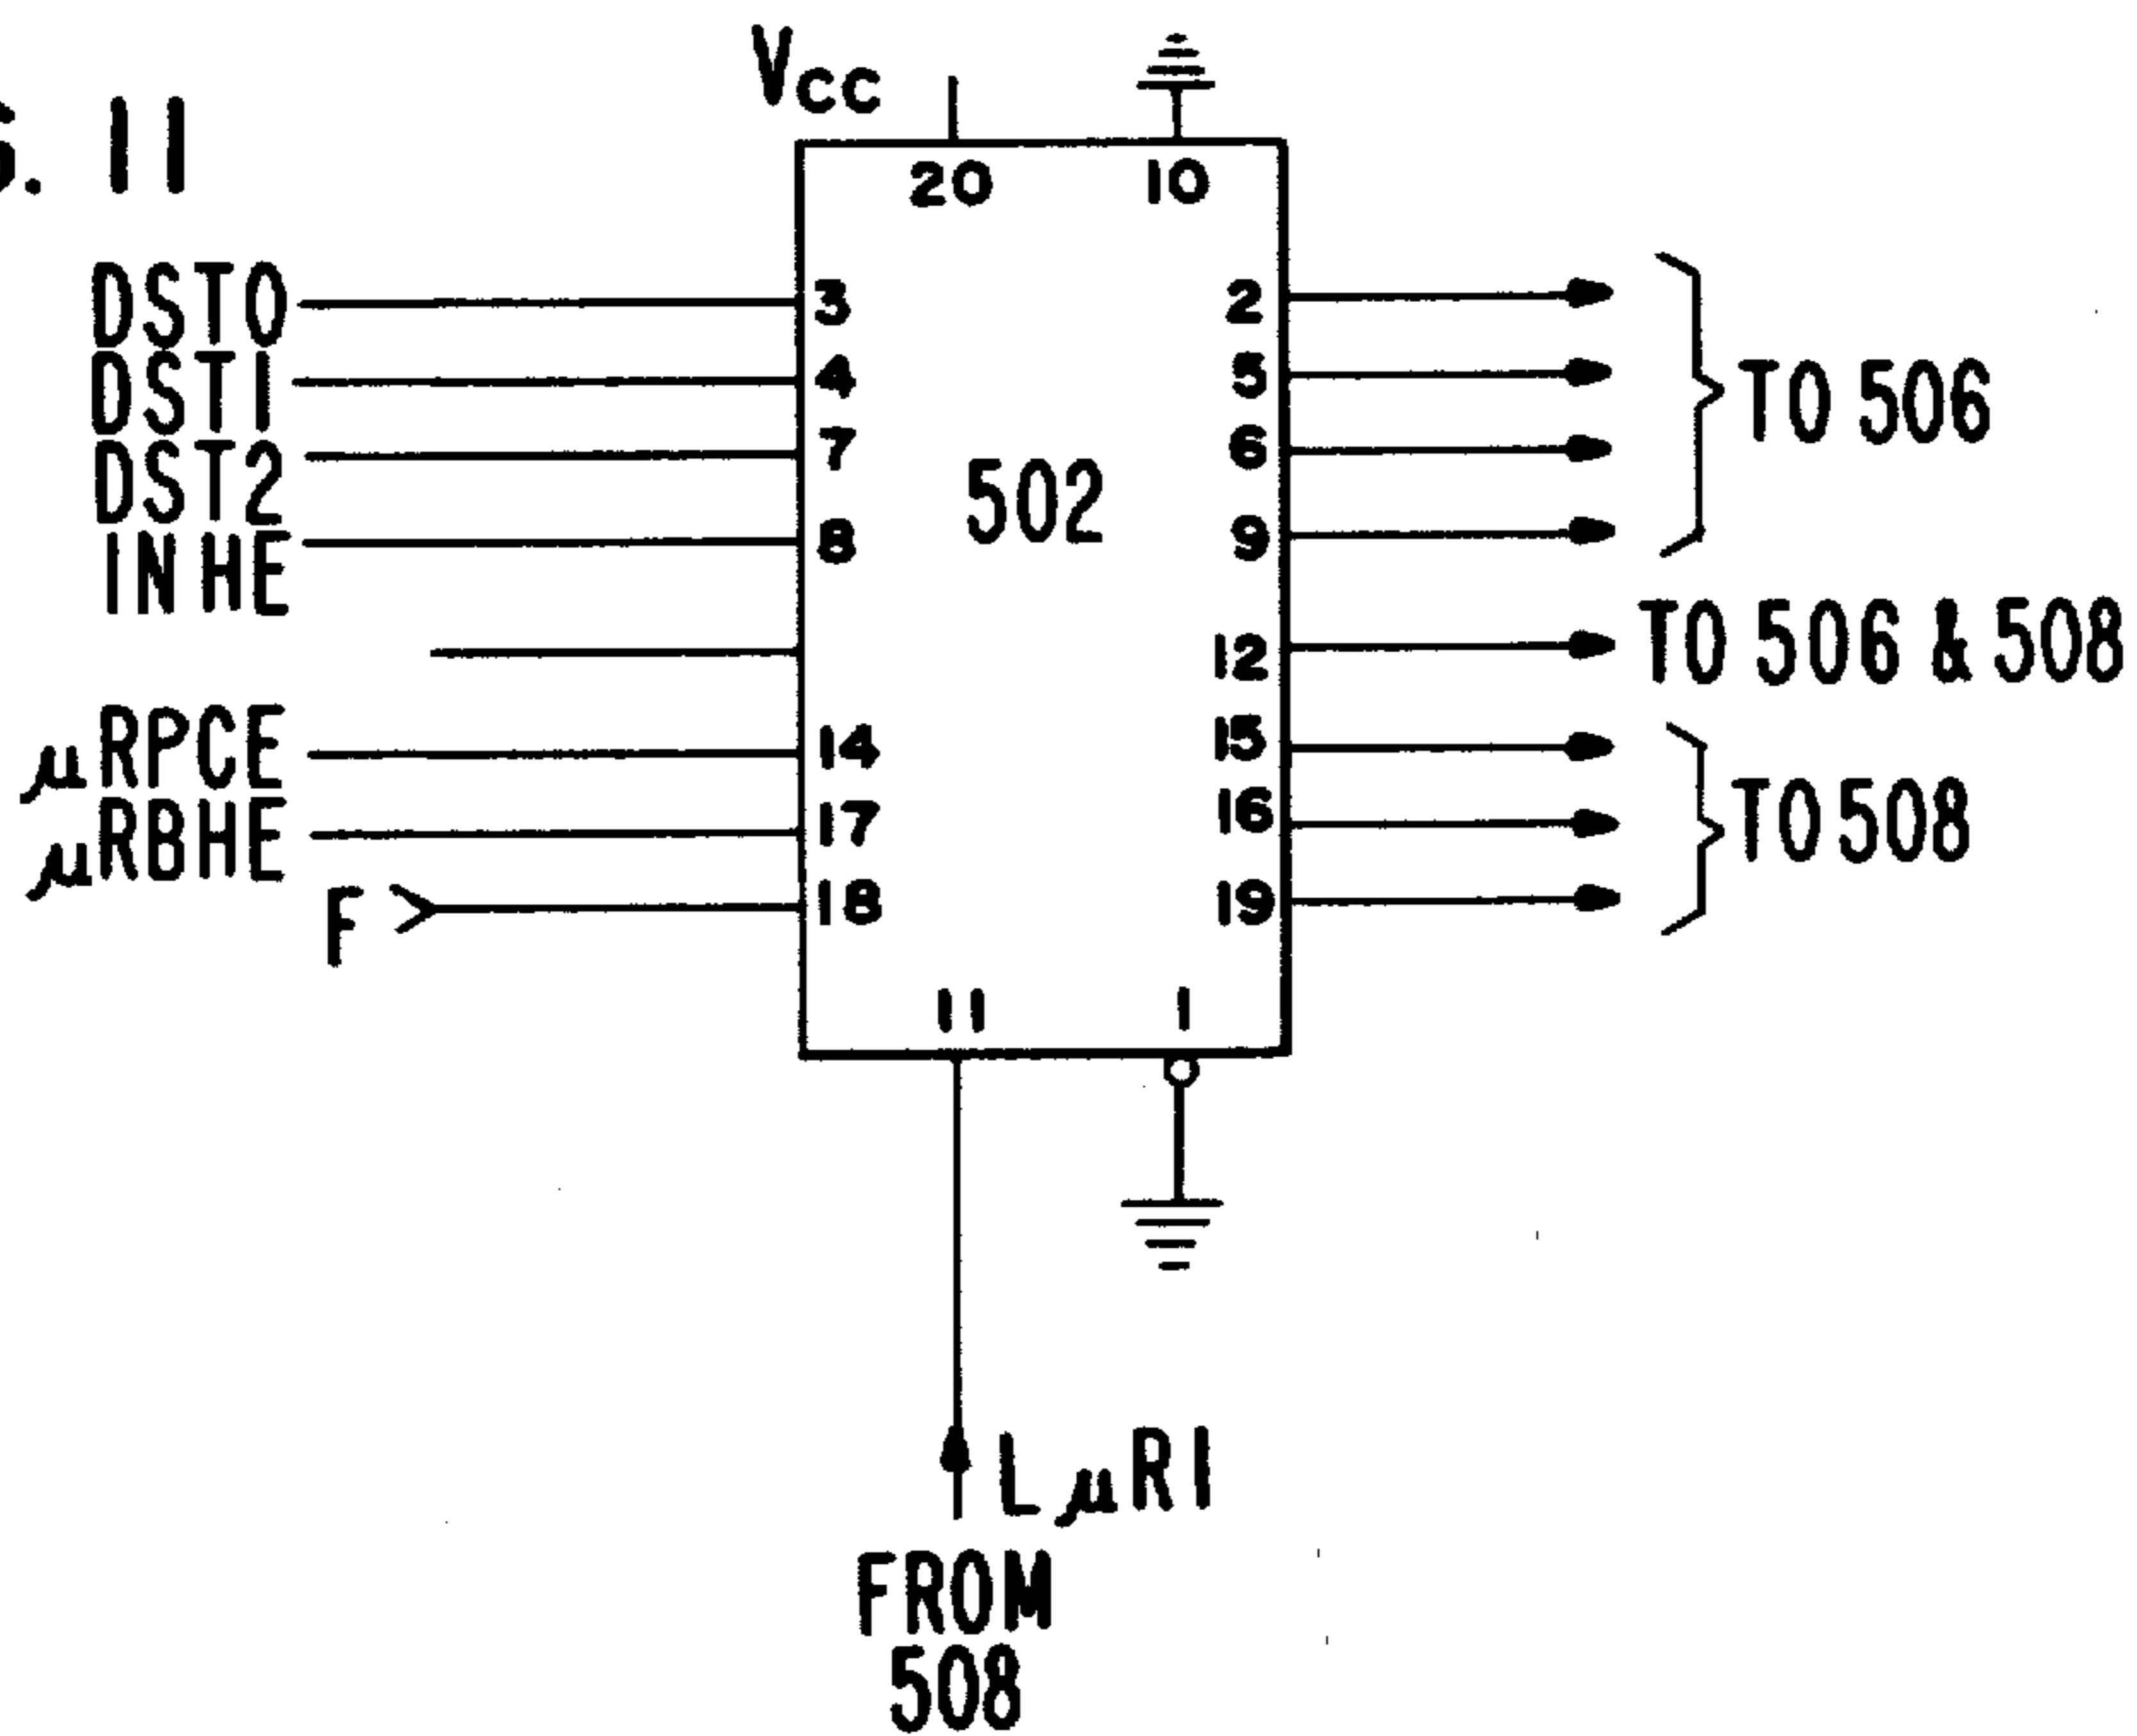 . 11
Vcc
20 10
DST0 3 2
DST1 4 5
TO 506
DST2 7 6
502
INHE 8 9
12 TO 506 & 508
μRPCE 14 15
μRBHE 17 16
TO 508
F 18 19
11 1
LμR1
FROM
508